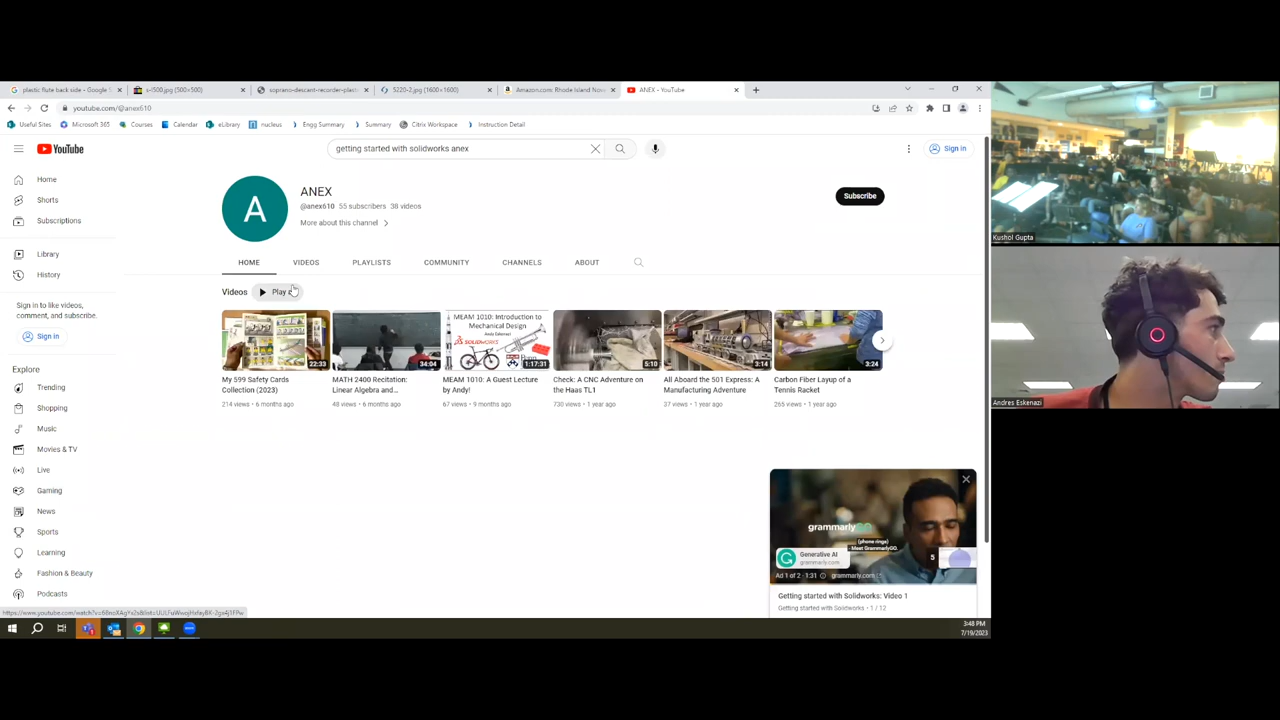 plastic flute back side - Google S
s-l500.jpg (500×500)
soprano-descant-recorder-plast
5220-2.jpg (1600×1600)
Amazon.com: Rhode Island Nov
ANEX - YouTube
youtube.com/@anex610
Useful Sites
Microsoft 365
Courses
Calendar
eLibrary
nucleus
Engg Summary
Summary
Citrix Workspace
Instruction Detail
YouTube
getting started with solidworks anex
Sign in
Home
Shorts
Subscriptions
Library
History
Sign in to like videos,
comment, and subscribe.
Sign in
Explore
Trending
Shopping
Music
Movies & TV
Live
Gaming
News
Sports
Learning
Fashion & Beauty
Podcasts
A
ANEX
@anex610 55 subscribers 38 videos
More about this channel
Subscribe
HOME
VIDEOS
PLAYLISTS
COMMUNITY
CHANNELS
ABOUT
Videos
Play
22:33
My 599 Safety Cards
Collection (2023)
214 views • 6 months ago
34:04
MATH 2400 Recitation:
Linear Algebra and...
48 views • 6 months ago
MEAM 1010: Introduction to
Mechanical Design
SOLIDWORKS
1:17:31
MEAM 1010: A Guest Lecture
by Andy!
67 views • 9 months ago
5:10
Check: A CNC Adventure on
the Haas TL1
730 views • 1 year ago
3:14
All Aboard the 501 Express: A
Manufacturing Adventure
37 views • 1 year ago
3:24
Carbon Fiber Layup of a
Tennis Racket
265 views • 1 year ago
grammarlyGO
(phone rings)
- Meet GrammarlyGO.
Generative AI
grammarly.com
5
Ad 1 of 2 • 1:31
grammarly.com
Getting started with Solidworks: Video 1
Getting started with Solidworks • 1 / 12
3:48 PM
7/19/2023
Kushol Gupta
Andres Eskenazi